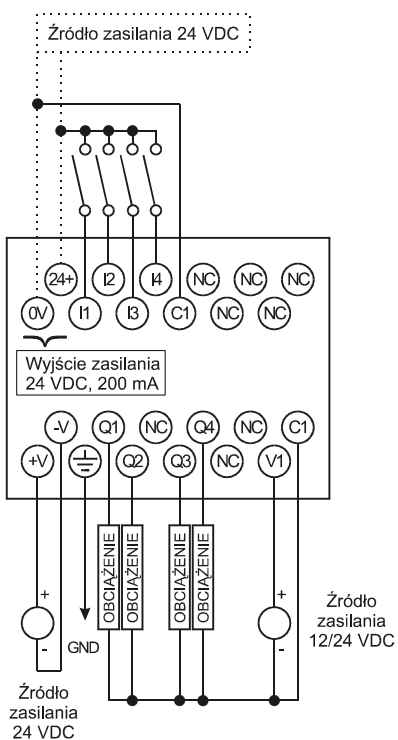 Źródło zasilania 24 VDC
24+ I2 I4 NC NC NC
0V I1 I3 C1 NC NC
Wyjście zasilania
24 VDC, 200 mA
-V Q1 NC Q4 NC C1
+V Q2 Q3 NC V1
OBCIĄŻENIE
OBCIĄŻENIE
OBCIĄŻENIE
OBCIĄŻENIE
+
-
GND
Źródło
zasilania
24 VDC
+
-
Źródło
zasilania
12/24 VDC